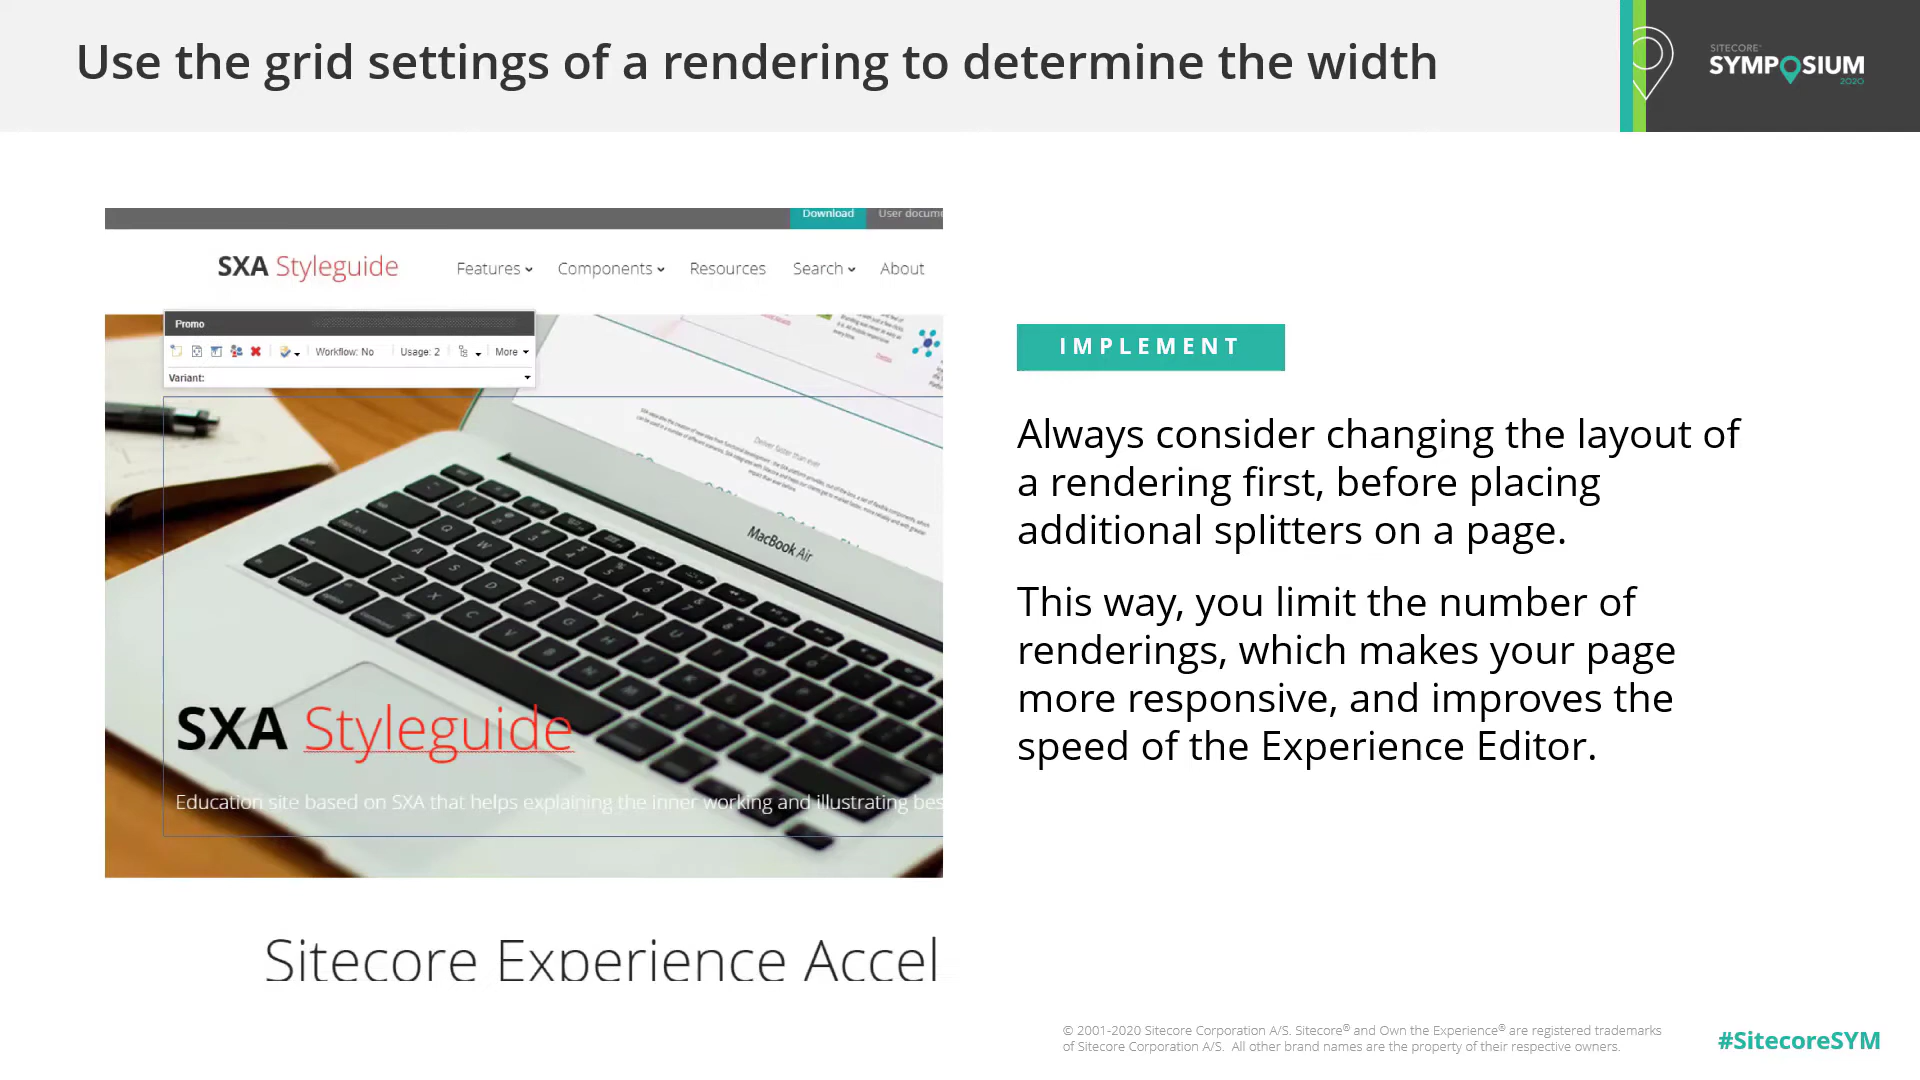 Use the grid settings of a rendering to determine the width
SITECORE
SYMPOSIUM
2020
Download
User docum
SXA Styleguide
Features
Components
Resources
Search
About
Promo
Workflow: No
Usage: 2
More
Variant:
Deliver faster than ever
MacBook Air
SXA Styleguide
Education site based on SXA that helps explaining the inner working and illustrating bes
Sitecore Experience Accel
IMPLEMENT
Always consider changing the layout of
a rendering first, before placing
additional splitters on a page.
This way, you limit the number of
renderings, which makes your page
more responsive, and improves the
speed of the Experience Editor.
© 2001-2020 Sitecore Corporation A/S. Sitecore® and Own the Experience® are registered trademarks
of Sitecore Corporation A/S. All other brand names are the property of their respective owners.
#SitecoreSYM